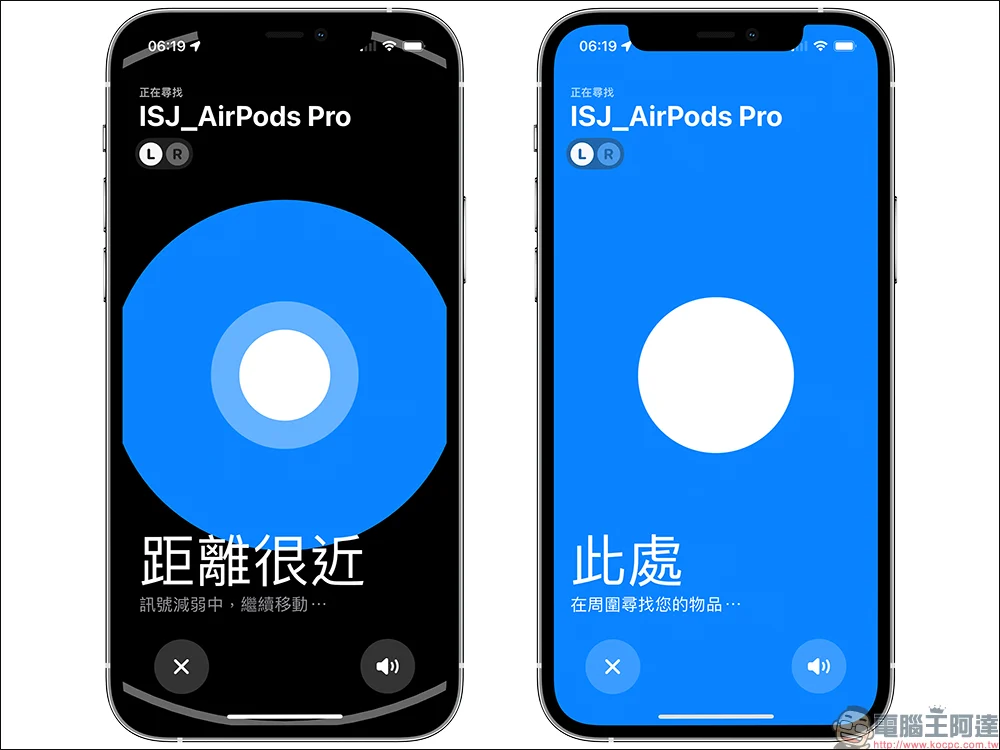 06:19
正在尋找
ISJ_AirPods Pro
L R
距離很近
訊號減弱中，繼續移動⋯
06:19
正在尋找
ISJ_AirPods Pro
L R
此處
在周圍尋找您的物品⋯
電腦王阿達
http://www.kocpc.com.tw